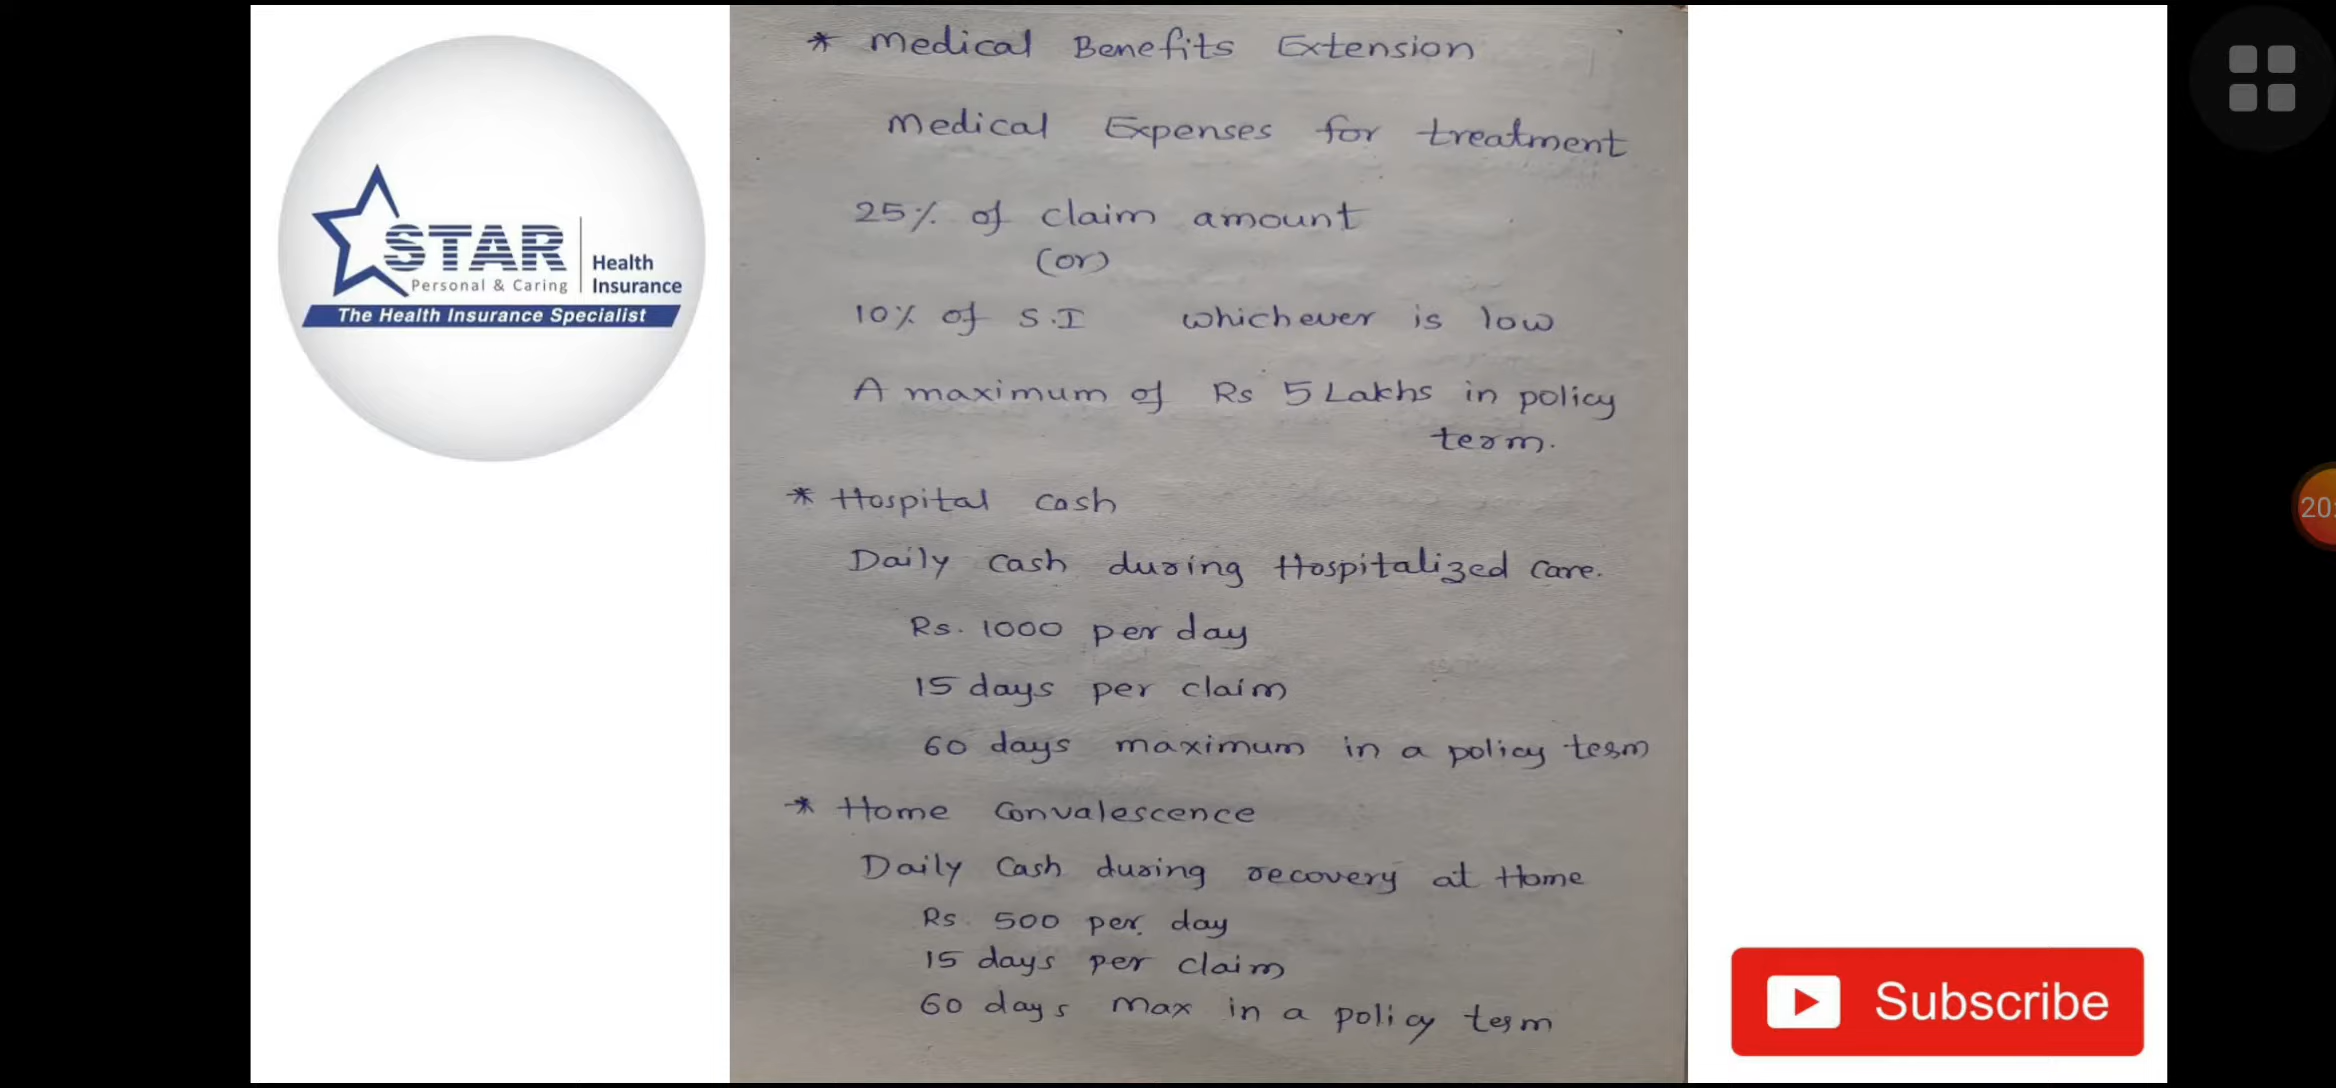 STAR
Health
Insurance
Personal & Caring
The Health Insurance Specialist
* Medical Benefits Extension
Medical Expenses for treatment
25% of claim amount
(or)
10% of S.I whichever is low
A maximum of Rs 5 Lakhs in policy
term.
* Hospital cash
Daily cash during Hospitalized care.
Rs. 1000 per day
15 days per claim
60 days maximum in a policy term
* Home Convalescence
Daily Cash during recovery at Home
Rs. 500 per day
15 days per claim
60 days max in a policy term
Subscribe
20: